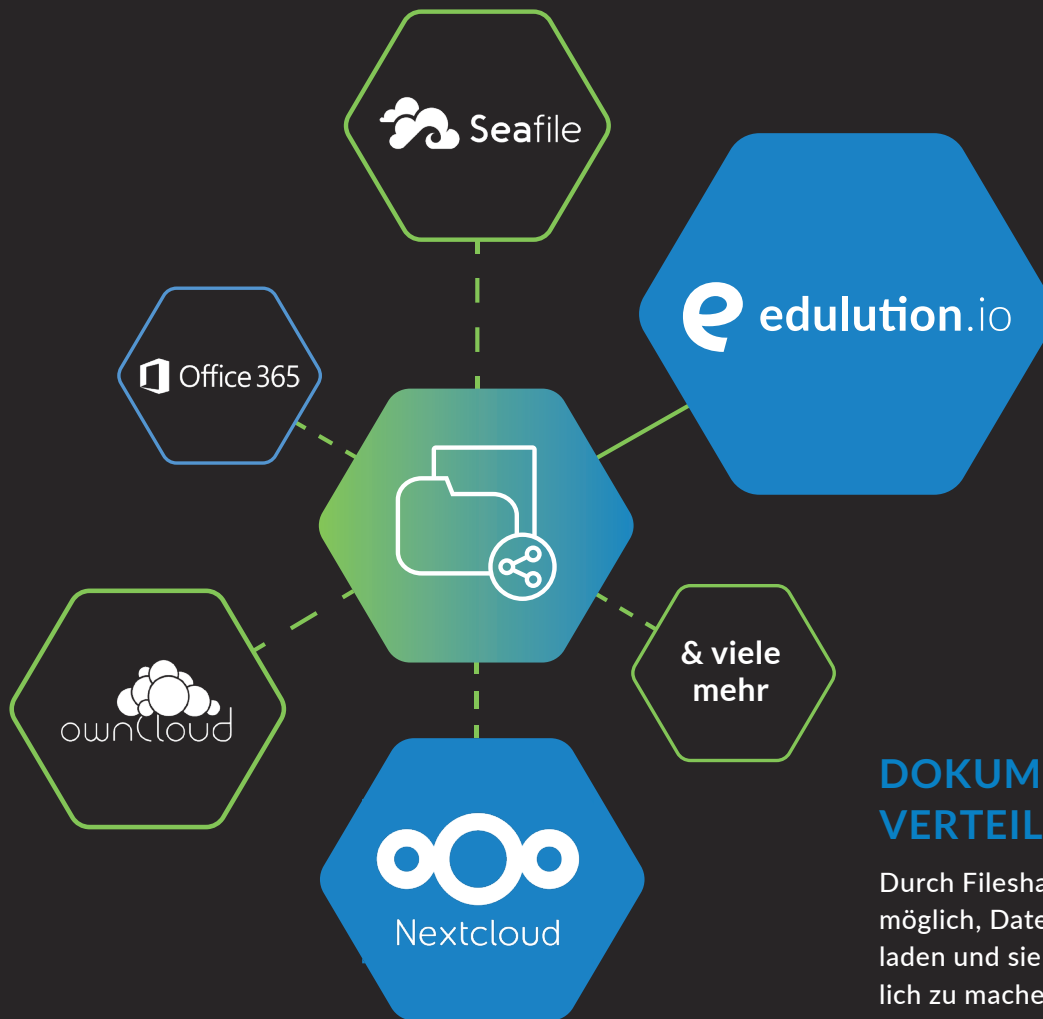 Seafile
edulution.io
Office 365
& viele
mehr
ownCloud
Nextcloud
DOKUM
VERTEIL
Durch Filesha
möglich, Date
laden und sie
lich zu mache